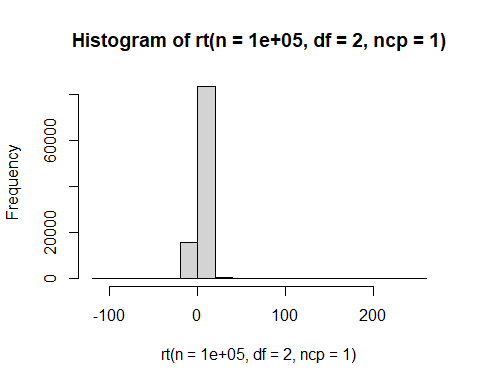 Histogram of rt(n = 1e+05, df = 2, ncp = 1)
Frequency
60000
20000
0
-100 0 100 200
rt(n = 1e+05, df = 2, ncp = 1)